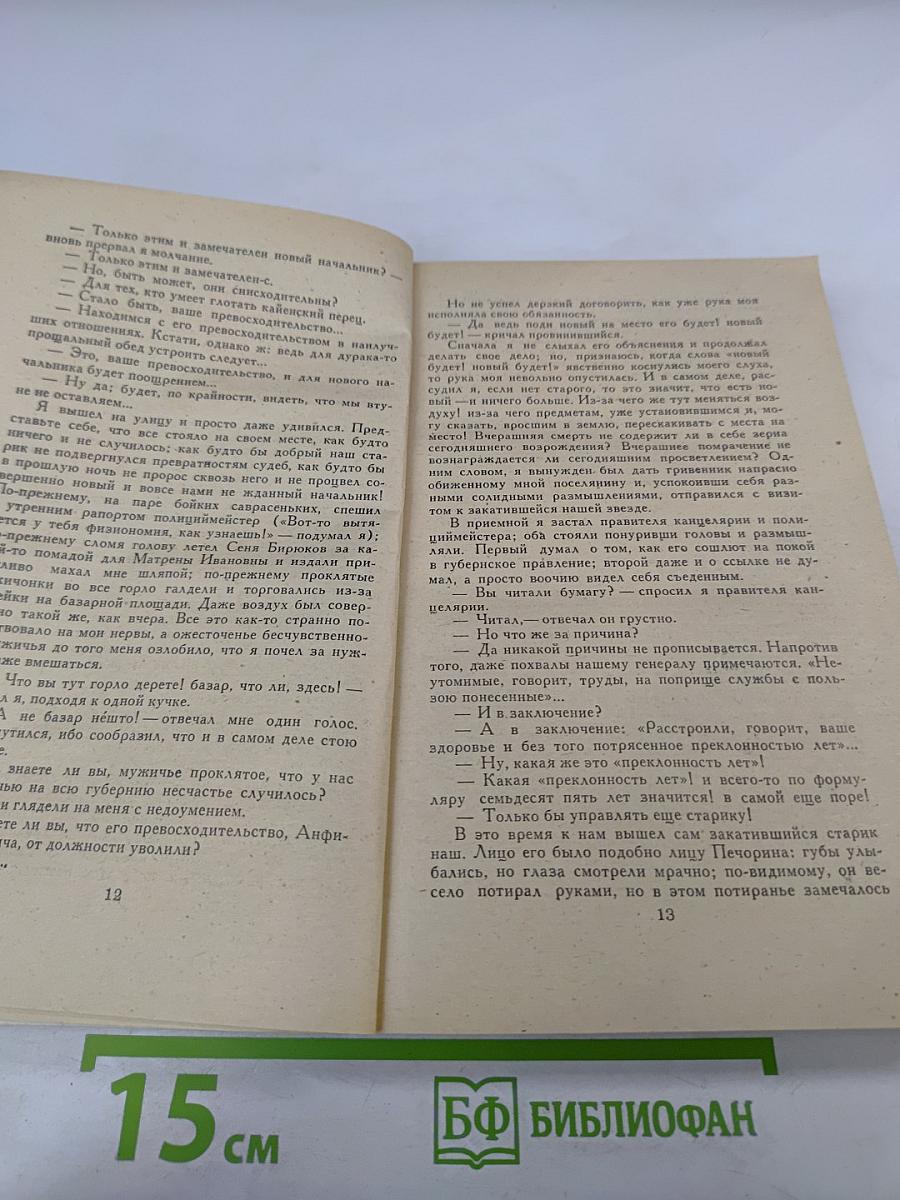 — Только этим и замечателен новый начальник? —
вновь прервал я молчание.
— Только этим и замечателен-с.
— Но, быть может, они снисходительны?
— Для тех, кто умеет глотать кайенский перец.
— Стало быть, ваше превосходительство...
— Находимся с его превосходительством в наилуч-
ших отношениях. Кстати, однако ж: ведь для дурака-то
прощальный обед устроить следует...
— Это, ваше превосходительство, и для нового на-
чальника будет поощрением...
— Ну да; будет, по крайности, видеть, что мы вту-
не не оставляем...
Я вышел на улицу и просто даже удивился. Пред-
ставьте себе, что все стояло на своем месте, как будто
ничего и не случилось; как будто бы добрый наш ста-
рик не подвергнулся превратностям судеб, как будто бы
в прошлую ночь не пророс сквозь него и не процвел со-
вершенно новый и вовсе нами не жданный начальник!
По-прежнему, на паре бойких саврасеньких, спешил
утренним рапортом полициймейстер («Вот-то вытя-
ется у тебя физиономия, как узнаешь!» — подумал я);
о-прежнему сломя голову летел Сеня Бирюков за ка-
й-то помадой для Матрены Ивановны и издали при-
ливо махал мне шляпой; по-прежнему проклятые
жичонки во все горло галдели и торговались из-за
ейки на базарной площади. Даже воздух был совер-
но такой же, как вчера. Все это как-то странно по-
твовало на мои нервы, а ожесточенье бесчувственно-
жичья до того меня озлобило, что я почел за нуж-
же вмешаться.
Что вы тут горло дерете! базар, что ли, здесь! —
л я, подходя к одной кучке.
А не базар не́што! — отвечал мне один голос.
утился, ибо сообразил, что и в самом деле стою
е.
знаете ли вы, мужичье проклятое, что у нас
чью на всю губернию несчастье случилось?
и глядели на меня с недоумением.
ете ли вы, что его превосходительство, Анфи-
ича, от должности уволили?
..
12
Но не успел дерзкий договорить, как уже рука моя
исполняла свою обязанность.
— Да ведь поди новый на место его будет! новый
будет! — кричал провинившийся.
Сначала я не слыхал его объяснения и продолжал
делать свое дело; но, признаюсь, когда слова «новый
будет! новый будет!» явственно коснулись моего слуха,
то рука моя невольно опустилась. И в самом деле, рас-
судил я, если нет старого, то это значит, что есть но-
вый — и ничего больше. Из-за чего же тут меняться воз-
духу! из-за чего предметам, уже установившимся и, мо-
гу сказать, вросшим в землю, перескакивать с места на
место! Вчерашняя смерть не содержит ли в себе зерна
сегодняшнего возрождения? Вчерашнее помрачение не
вознаграждается ли сегодняшним просветлением? Од-
ним словом, я вынужден был дать гривенник напрасно
обиженному мной поселянину и, успокоивши себя раз-
ными солидными размышлениями, отправился с визи-
том к закатившейся нашей звезде.
В приемной я застал правителя канцелярии и поли-
циймейстера; оба стояли понуривши головы и размыш-
ляли. Первый думал о том, как его сошлют на покой
в губернское правление; второй даже и о ссылке не ду-
мал, а просто воочию видел себя съеденным.
— Вы читали бумагу? — спросил я правителя кан-
целярии.
— Читал, — отвечал он грустно.
— Но что же за причина?
— Да никакой причины не прописывается. Напротив
того, даже похвалы нашему генералу примечаются. «Не-
утомимые, говорит, труды, на поприще службы с поль-
зою понесенные»...
— И в заключение?
— А в заключение: «Расстроили, говорит, ваше
здоровье и без того потрясенное преклонностью лет»...
— Ну, какая же это «преклонность лет»!
— Какая «преклонность лет»! и всего-то по форму-
ляру семьдесят пять лет значится! в самой еще поре!
— Только бы управлять еще старику!
В это время к нам вышел сам закатившийся старик
наш. Лицо его было подобно лицу Печорина: губы улы-
бались, но глаза смотрели мрачно; по-видимому, он ве-
село потирал руками, но в этом потиранье замечалось
13
15 см
БФ БИБЛИОФАН